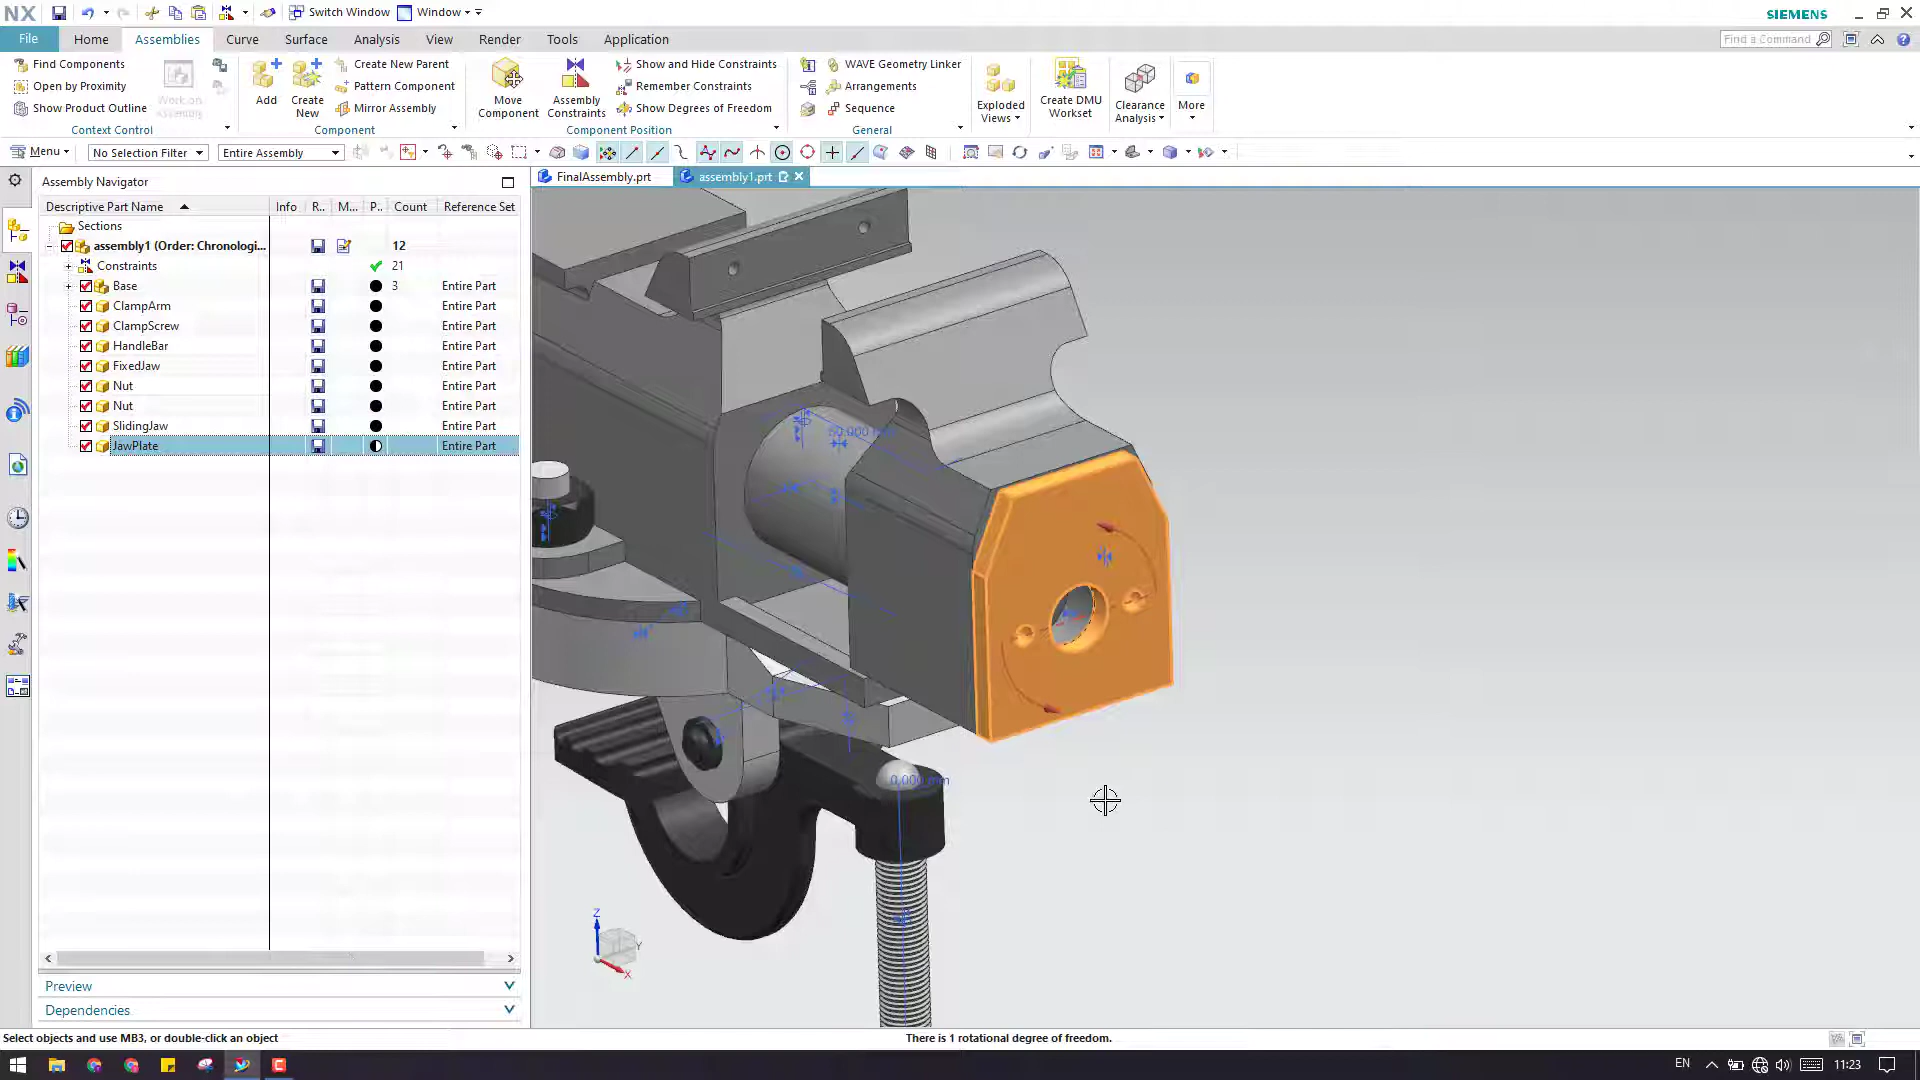 NX Switch Window Window SIEMENS
File Home Assemblies Curve Surface Analysis View Render Tools Application Find a Command
Find Components
Open by Proximity
Show Product Outline
Work on Assembly
Context Control
Add
Create New
Create New Parent
Pattern Component
Mirror Assembly
Component
Move Component
Assembly Constraints
Show and Hide Constraints
Remember Constraints
Show Degrees of Freedom
Component Position
WAVE Geometry Linker
Arrangements
Sequence
General
Exploded Views
Create DMU Workset
Clearance Analysis
More
Menu No Selection Filter Entire Assembly
Assembly Navigator
FinalAssembly.prt assembly1.prt
Descriptive Part Name Info R.. M... P.. Count Reference Set
Sections
assembly1 (Order: Chronologi... 12
Constraints 21
Base 3 Entire Part
ClampArm Entire Part
ClampScrew Entire Part
HandleBar Entire Part
FixedJaw Entire Part
Nut Entire Part
Nut Entire Part
SlidingJaw Entire Part
JawPlate Entire Part
0.000 mm
Z
Y
X
Preview
Dependencies
Select objects and use MB3, or double-click an object There is 1 rotational degree of freedom.
EN 11:23